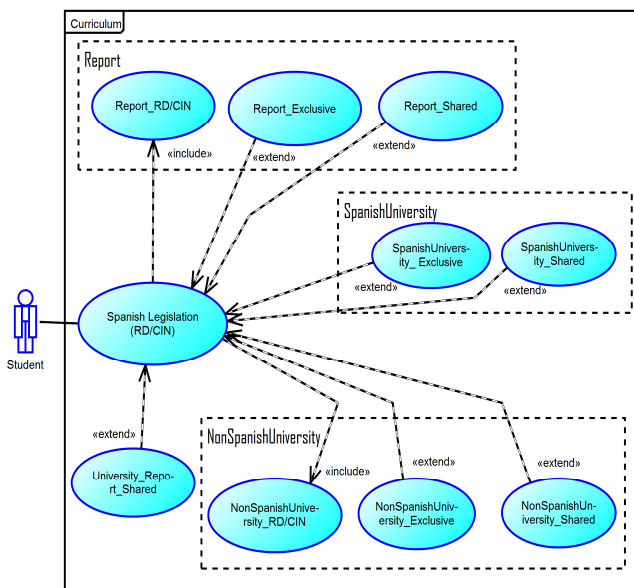 Curriculum
Report
Report_RD/CIN
Report_Exclusive
Report_Shared
«include»
«extend»
«extend»
SpanishUniversity
SpanishUnivers-
ity_ Exclusive
SpanishUnivers-
ity_Shared
«extend»
«extend»
Spanish Legislation
(RD/CIN)
Student
«extend»
University_Repo-
rt_Shared
NonSpanishUniversity
«include»
«extend»
«extend»
NonSpanishUnive-
rsity_RD/CIN
NonSpanishUniv-
ersity_Exclusive
NonSpanishUn-
iversity_Shared